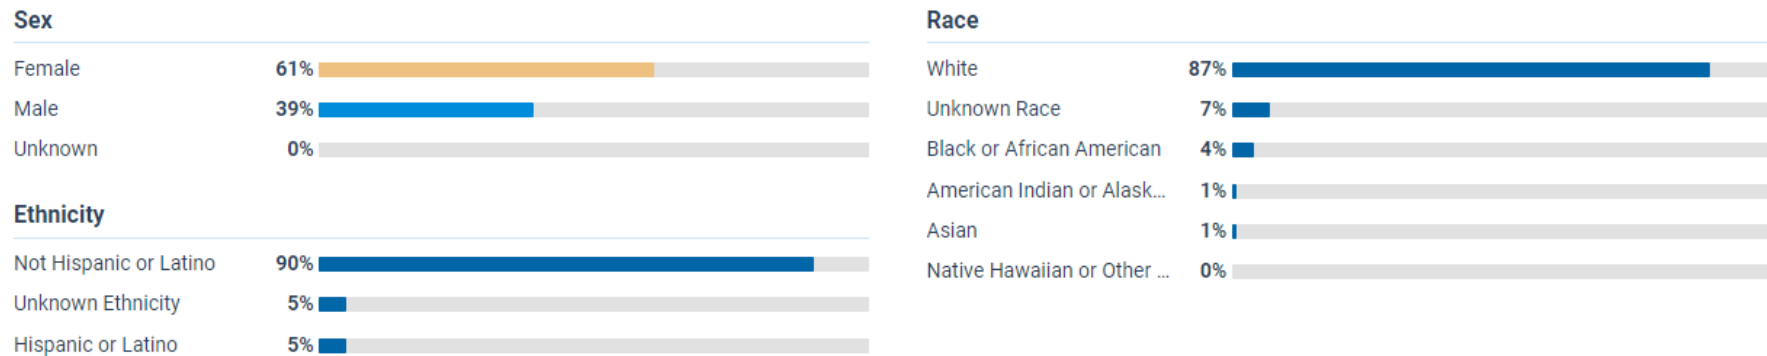 Sex
Female 61%
Male 39%
Unknown 0%
Ethnicity
Not Hispanic or Latino 90%
Unknown Ethnicity 5%
Hispanic or Latino 5%
Race
White 87%
Unknown Race 7%
Black or African American 4%
American Indian or Alask... 1%
Asian 1%
Native Hawaiian or Other ... 0%